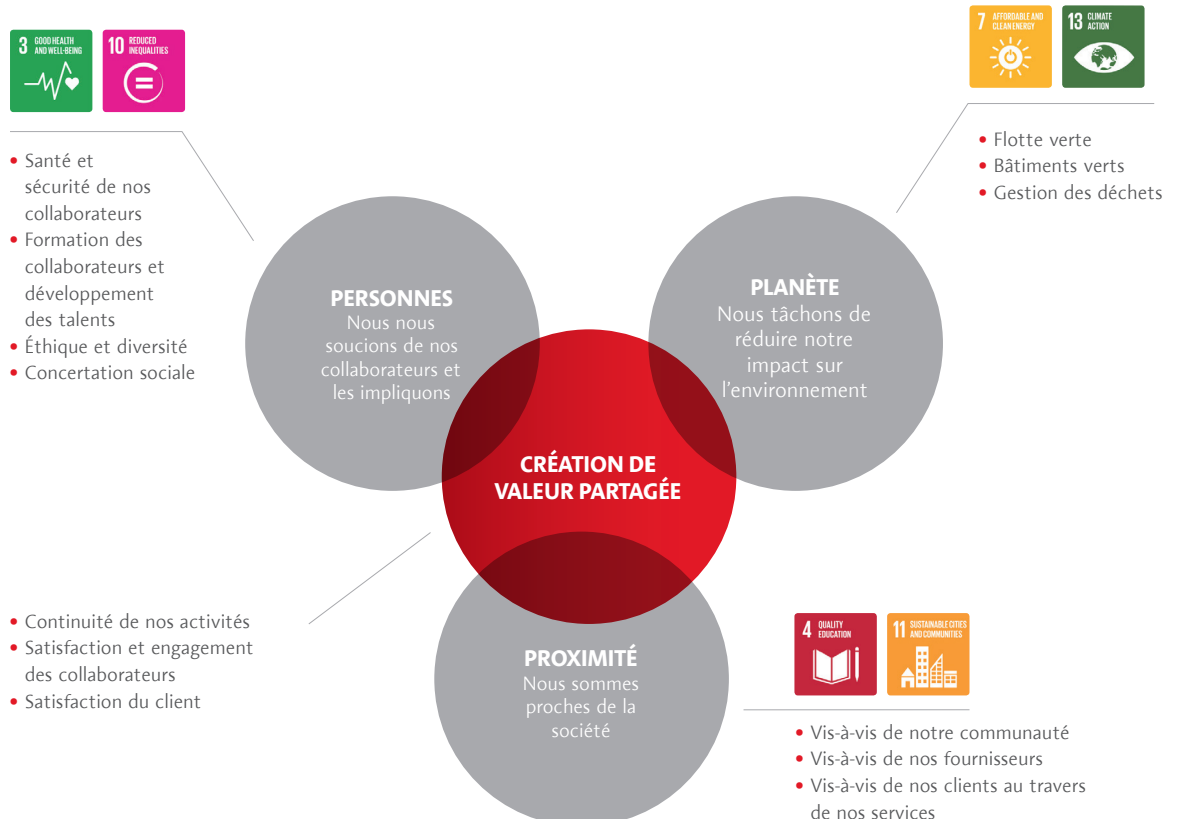 3 GOOD HEALTH
AND WELL-BEING
10 REDUCED
INEQUALITIES
• Santé et
sécurité de nos
collaborateurs
• Formation des
collaborateurs et
développement
des talents
• Éthique et diversité
• Concertation sociale
7 AFFORDABLE AND
CLEAN ENERGY
13 CLIMATE
ACTION
• Flotte verte
• Bâtiments verts
• Gestion des déchets
PERSONNES
Nous nous
soucions de nos
collaborateurs et
les impliquons
PLANÈTE
Nous tâchons de
réduire notre
impact sur
l'environnement
CRÉATION DE
VALEUR PARTAGÉE
• Continuité de nos activités
• Satisfaction et engagement
des collaborateurs
• Satisfaction du client
PROXIMITÉ
Nous sommes
proches de la
société
4 QUALITY
EDUCATION
11 SUSTAINABLE CITIES
AND COMMUNITIES
• Vis-à-vis de notre communauté
• Vis-à-vis de nos fournisseurs
• Vis-à-vis de nos clients au travers
de nos services